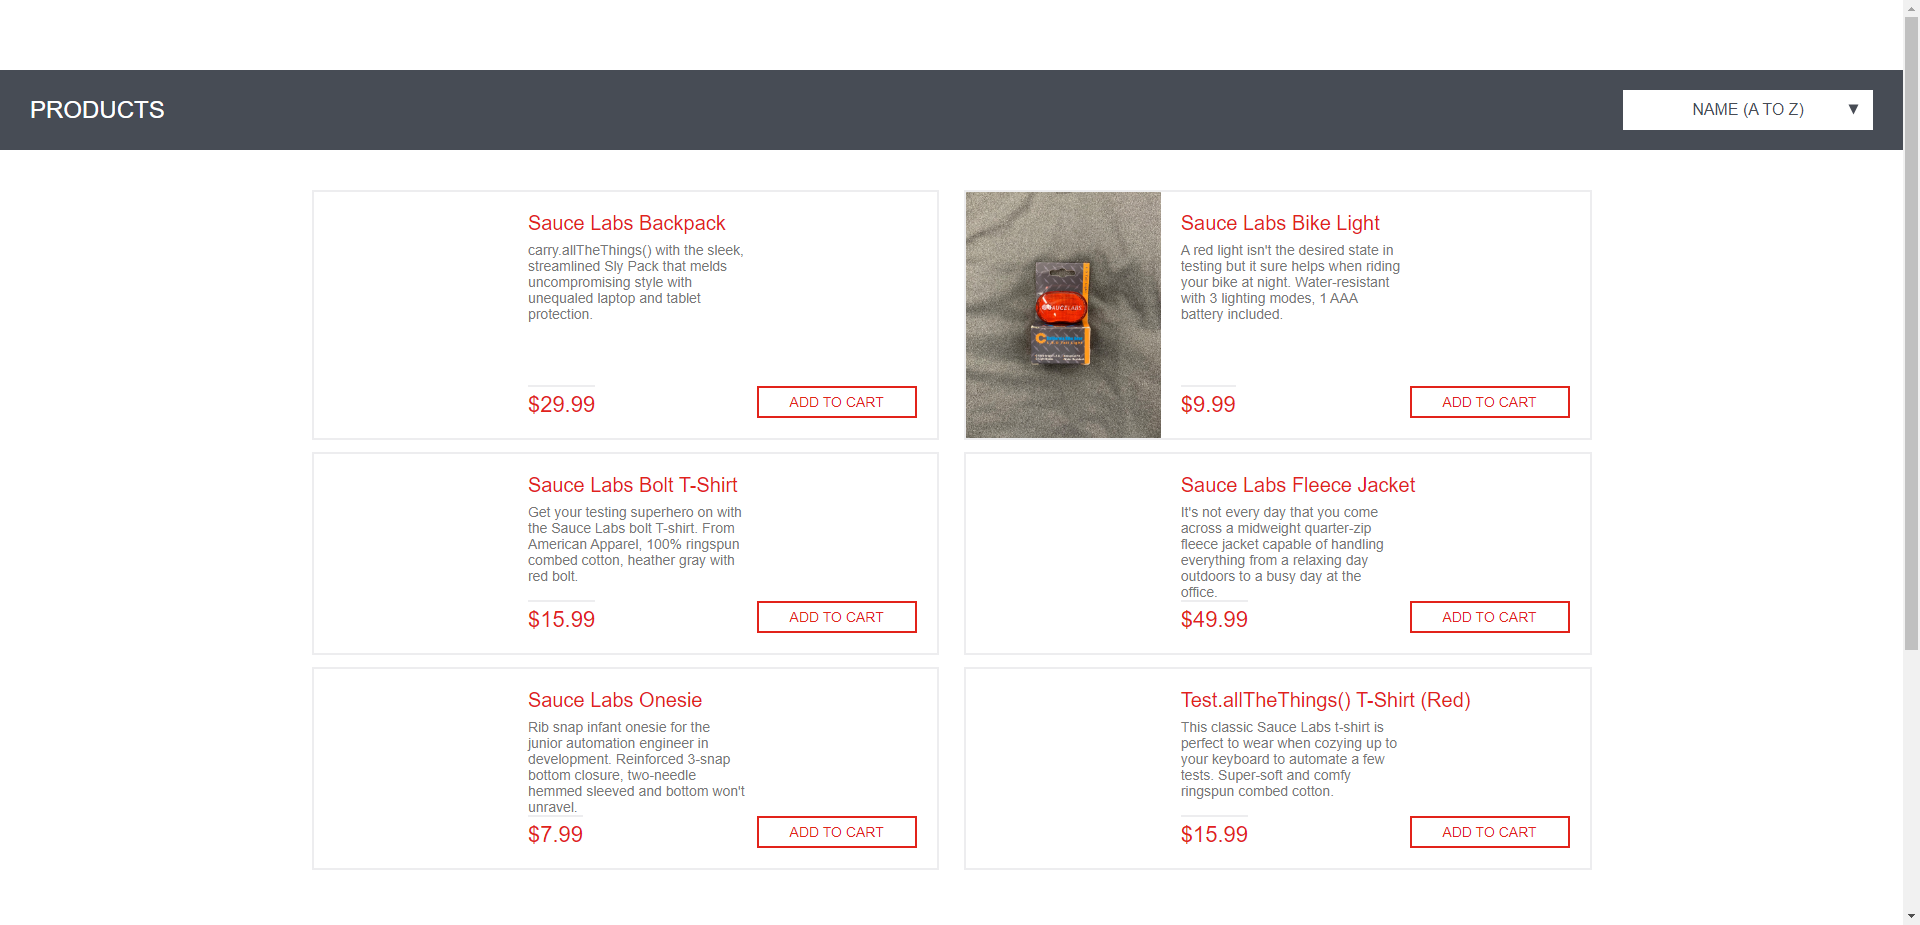 PRODUCTS
NAME (A TO Z)
Sauce Labs Backpack
carry.allTheThings() with the sleek,
streamlined Sly Pack that melds
uncompromising style with
unequaled laptop and tablet
protection.
$29.99
ADD TO CART
SAUCELABS
Sauce Labs Bike Light
A red light isn't the desired state in
testing but it sure helps when riding
your bike at night. Water-resistant
with 3 lighting modes, 1 AAA
battery included.
$9.99
ADD TO CART
Sauce Labs Bolt T-Shirt
Get your testing superhero on with
the Sauce Labs bolt T-shirt. From
American Apparel, 100% ringspun
combed cotton, heather gray with
red bolt.
$15.99
ADD TO CART
Sauce Labs Fleece Jacket
It's not every day that you come
across a midweight quarter-zip
fleece jacket capable of handling
everything from a relaxing day
outdoors to a busy day at the
office.
$49.99
ADD TO CART
Sauce Labs Onesie
Rib snap infant onesie for the
junior automation engineer in
development. Reinforced 3-snap
bottom closure, two-needle
hemmed sleeved and bottom won't
unravel.
$7.99
ADD TO CART
Test.allTheThings() T-Shirt (Red)
This classic Sauce Labs t-shirt is
perfect to wear when cozying up to
your keyboard to automate a few
tests. Super-soft and comfy
ringspun combed cotton.
$15.99
ADD TO CART